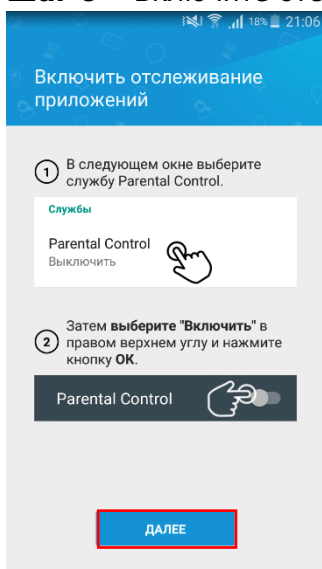 18% 21:06
Включить отслеживание
приложений
1 В следующем окне выберите
службу Parental Control.
Службы
Parental Control
Выключить
Затем выберите "Включить" в
2 правом верхнем углу и нажмите
кнопку ОК.
Parental Control
ДАЛЕЕ